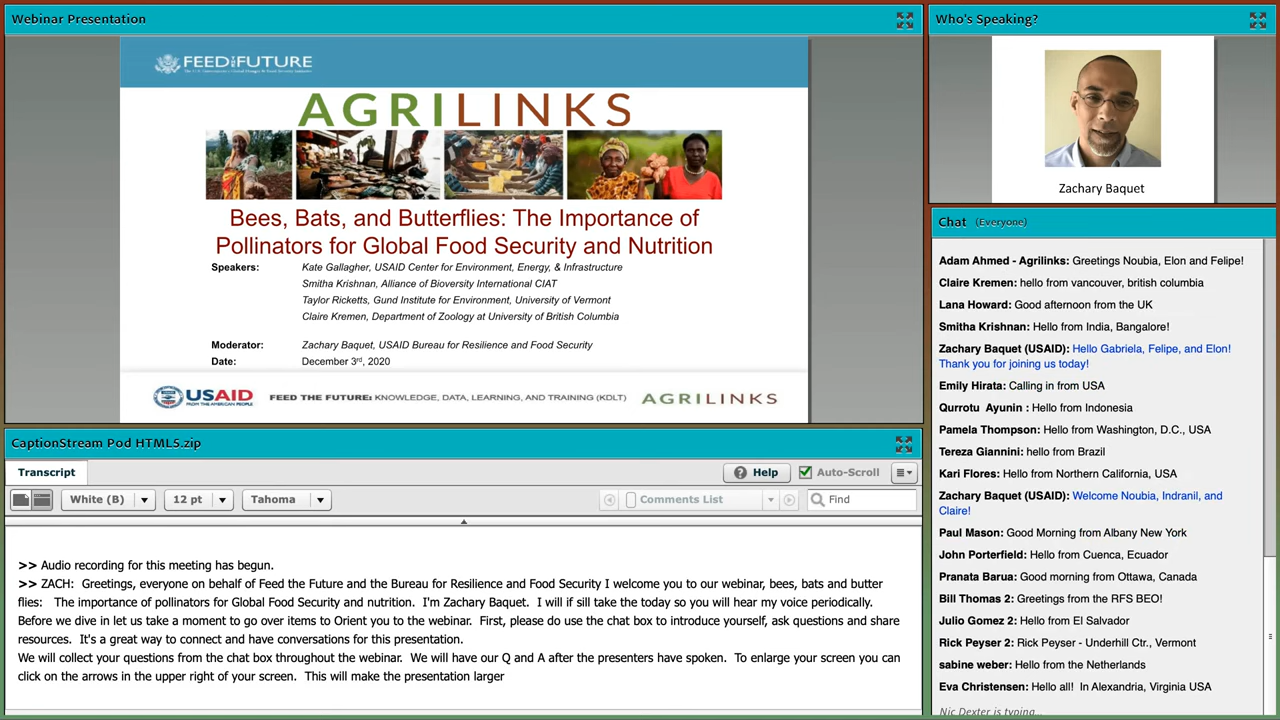 Webinar Presentation
FEED THE FUTURE
The U.S. Government's Global Hunger & Food Security Initiative
AGRILINKS
Bees, Bats, and Butterflies: The Importance of
Pollinators for Global Food Security and Nutrition
Speakers: Kate Gallagher, USAID Center for Environment, Energy, & Infrastructure
Smitha Krishnan, Alliance of Bioversity International CIAT
Taylor Ricketts, Gund Institute for Environment, University of Vermont
Claire Kremen, Department of Zoology at University of British Columbia
Moderator: Zachary Baquet, USAID Bureau for Resilience and Food Security
Date: December 3rd, 2020
USAID
FROM THE AMERICAN PEOPLE
FEED THE FUTURE: KNOWLEDGE, DATA, LEARNING, AND TRAINING (KDLT)
AGRILINKS
CaptionStream Pod HTML5.zip
Transcript
Help
Auto-Scroll
White (B)
12 pt
Tahoma
Comments List
Find
>> Audio recording for this meeting has begun.
>> ZACH: Greetings, everyone on behalf of Feed the Future and the Bureau for Resilience and Food Security I welcome you to our webinar, bees, bats and butter
flies: The importance of pollinators for Global Food Security and nutrition. I'm Zachary Baquet. I will if sill take the today so you will hear my voice periodically.
Before we dive in let us take a moment to go over items to Orient you to the webinar. First, please do use the chat box to introduce yourself, ask questions and share
resources. It's a great way to connect and have conversations for this presentation.
We will collect your questions from the chat box throughout the webinar. We will have our Q and A after the presenters have spoken. To enlarge your screen you can
click on the arrows in the upper right of your screen. This will make the presentation larger
Who's Speaking?
Zachary Baquet
Chat (Everyone)
Adam Ahmed - Agrilinks: Greetings Noubia, Elon and Felipe!
Claire Kremen: hello from vancouver, british columbia
Lana Howard: Good afternoon from the UK
Smitha Krishnan: Hello from India, Bangalore!
Zachary Baquet (USAID): Hello Gabriela, Felipe, and Elon!
Thank you for joining us today!
Emily Hirata: Calling in from USA
Qurrotu Ayunin : Hello from Indonesia
Pamela Thompson: Hello from Washington, D.C., USA
Tereza Giannini: hello from Brazil
Kari Flores: Hello from Northern California, USA
Zachary Baquet (USAID): Welcome Noubia, Indranil, and
Claire!
Paul Mason: Good Morning from Albany New York
John Porterfield: Hello from Cuenca, Ecuador
Pranata Barua: Good morning from Ottawa, Canada
Bill Thomas 2: Greetings from the RFS BEO!
Julio Gomez 2: Hello from El Salvador
Rick Peyser 2: Rick Peyser - Underhill Ctr., Vermont
sabine weber: Hello from the Netherlands
Eva Christensen: Hello all! In Alexandria, Virginia USA
Nic Dexter is typing...